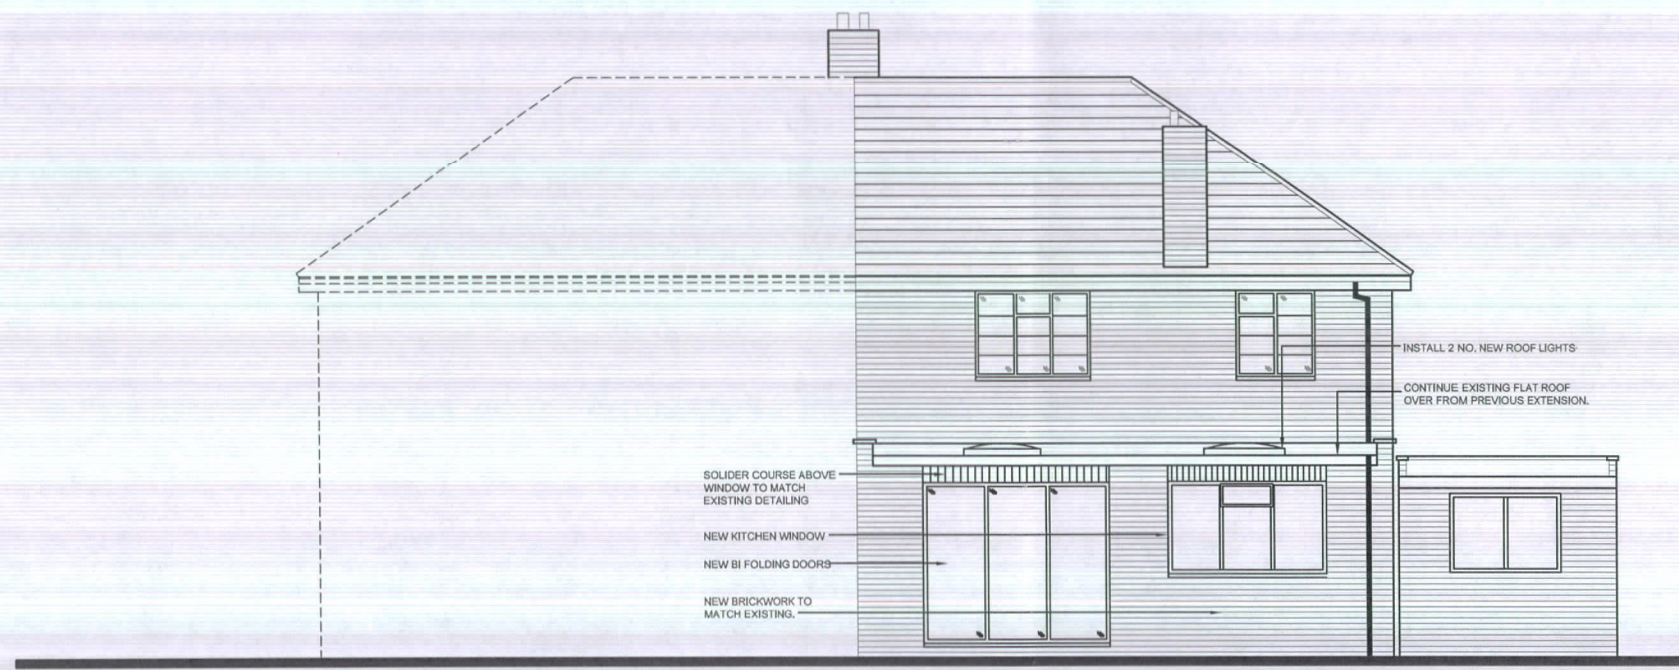 INSTALL 2 NO. NEW ROOF LIGHTS
CONTINUE EXISTING FLAT ROOF
OVER FROM PREVIOUS EXTENSION.
SOLIDER COURSE ABOVE
WINDOW TO MATCH
EXISTING DETAILING
NEW KITCHEN WINDOW
NEW BI FOLDING DOORS
NEW BRICKWORK TO
MATCH EXISTING.